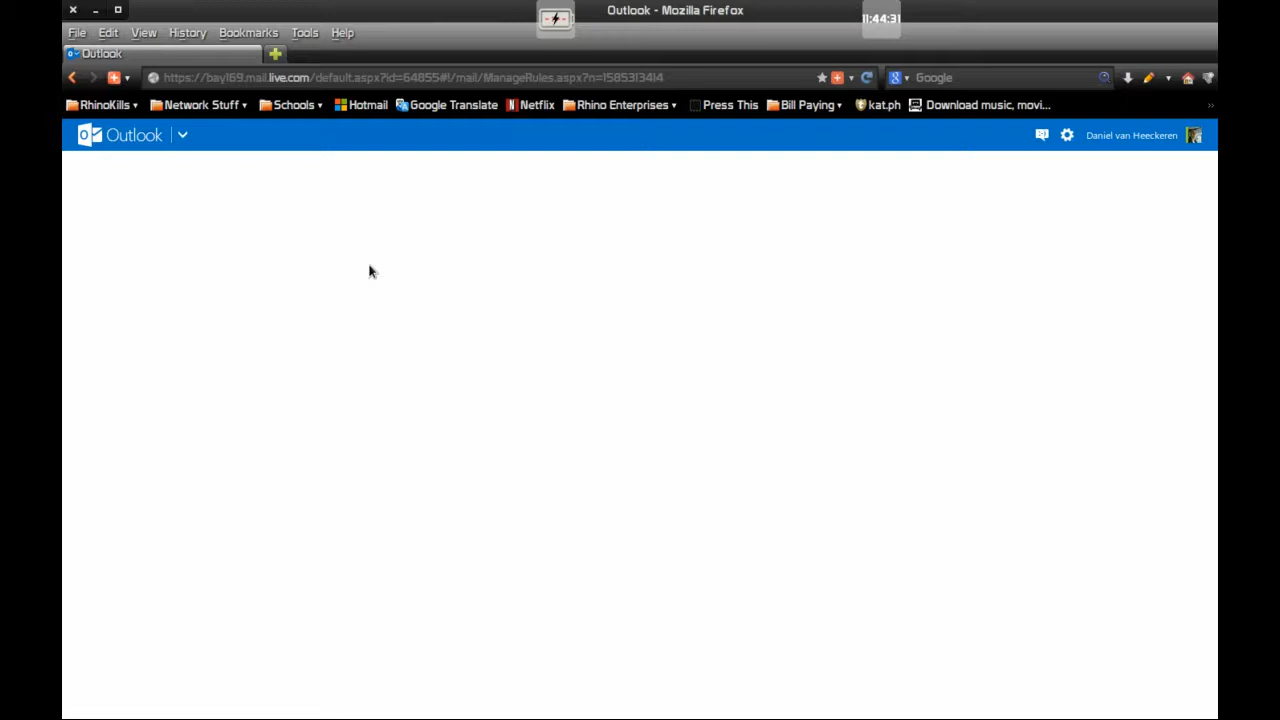 Outlook - Mozilla Firefox
11:44:31
File Edit View History Bookmarks Tools Help
Outlook
https://bay169.mail.live.com/default.aspx?id=64855#!/mail/ManageRules.aspx?n=1585313414
Google
RhinoKills Network Stuff Schools Hotmail Google Translate Netflix Rhino Enterprises Press This Bill Paying kat.ph Download music, movi...
Outlook
Daniel van Heeckeren